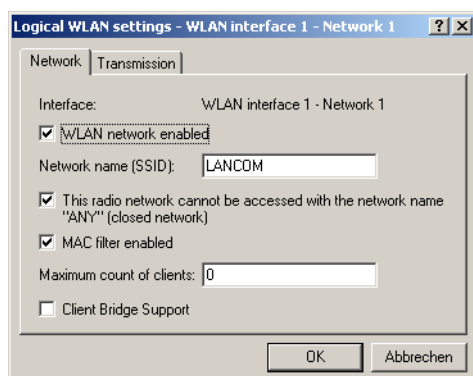 Logical WLAN settings - WLAN interface 1 - Network 1
Network
Transmission
Interface: WLAN interface 1 - Network 1
WLAN network enabled
Network name (SSID): LANCOM
This radio network cannot be accessed with the network name
"ANY" (closed network)
MAC filter enabled
Maximum count of clients: 0
Client Bridge Support
OK
Abbrechen